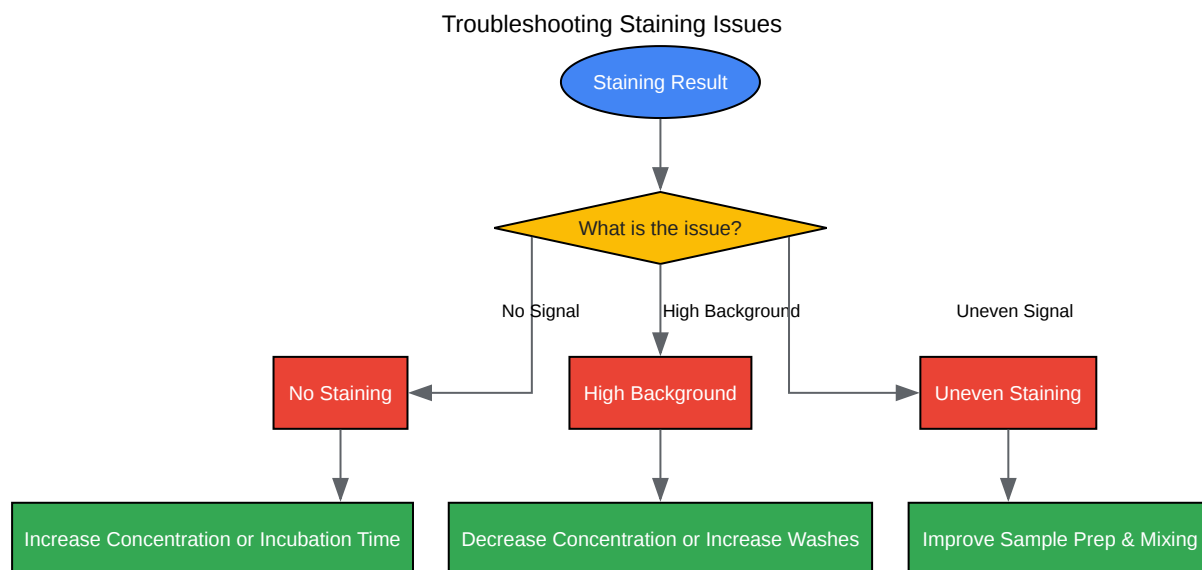 Troubleshooting Staining Issues
Staining Result
What is the issue?
No Signal
High Background
Uneven Signal
No Staining
High Background
Uneven Staining
Increase Concentration or Incubation Time
Decrease Concentration or Increase Washes
Improve Sample Prep & Mixing